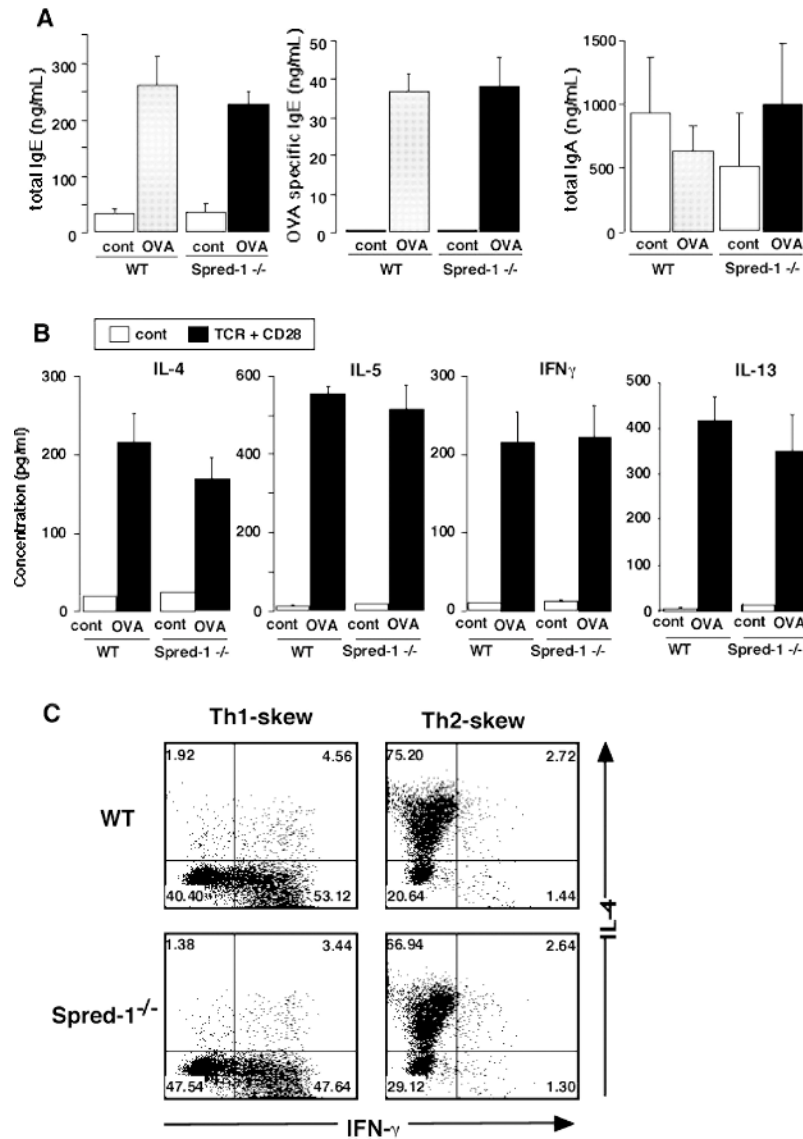 A
total IgE (ng/mL)
300
200
100
0
cont OVA cont OVA
WT Spred-1 -/-
OVA specific IgE (ng/mL)
50
40
30
20
10
0
cont OVA cont OVA
WT Spred-1 -/-
total IgA (ng/mL)
1500
1000
500
0
cont OVA cont OVA
WT Spred-1 -/-
B
cont TCR + CD28
Concentration (pg/ml)
IL-4
300
200
100
0
cont OVA cont OVA
WT Spred-1 -/-
IL-5
600
400
200
0
cont OVA cont OVA
WT Spred-1 -/-
IFNγ
300
200
100
0
cont OVA cont OVA
WT Spred-1 -/-
IL-13
500
400
300
200
100
0
cont OVA cont OVA
WT Spred-1 -/-
C
Th1-skew Th2-skew
WT
1.92 4.56
40.40 53.12
75.20 2.72
20.64 1.44
Spred-1-/-
1.38 3.44
47.54 47.64
66.94 2.64
29.12 1.30
IL-4
IFN-γ